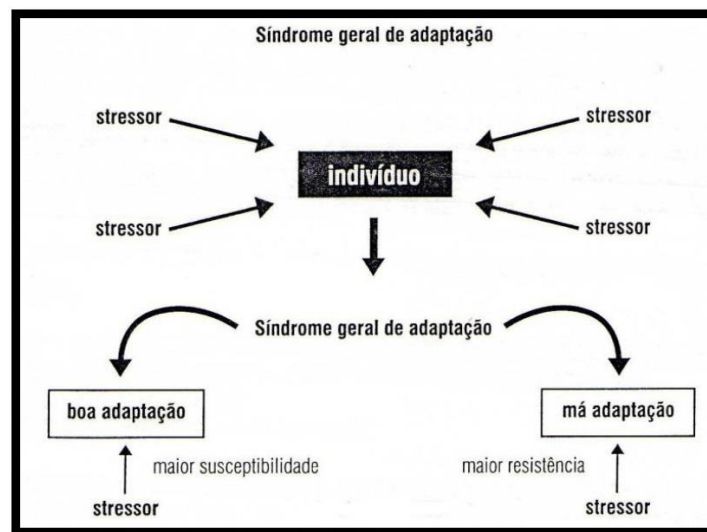 Síndrome geral de adaptação
stressor
stressor
indivíduo
stressor
stressor
Síndrome geral de adaptação
boa adaptação
má adaptação
maior susceptibilidade
maior resistência
stressor
stressor